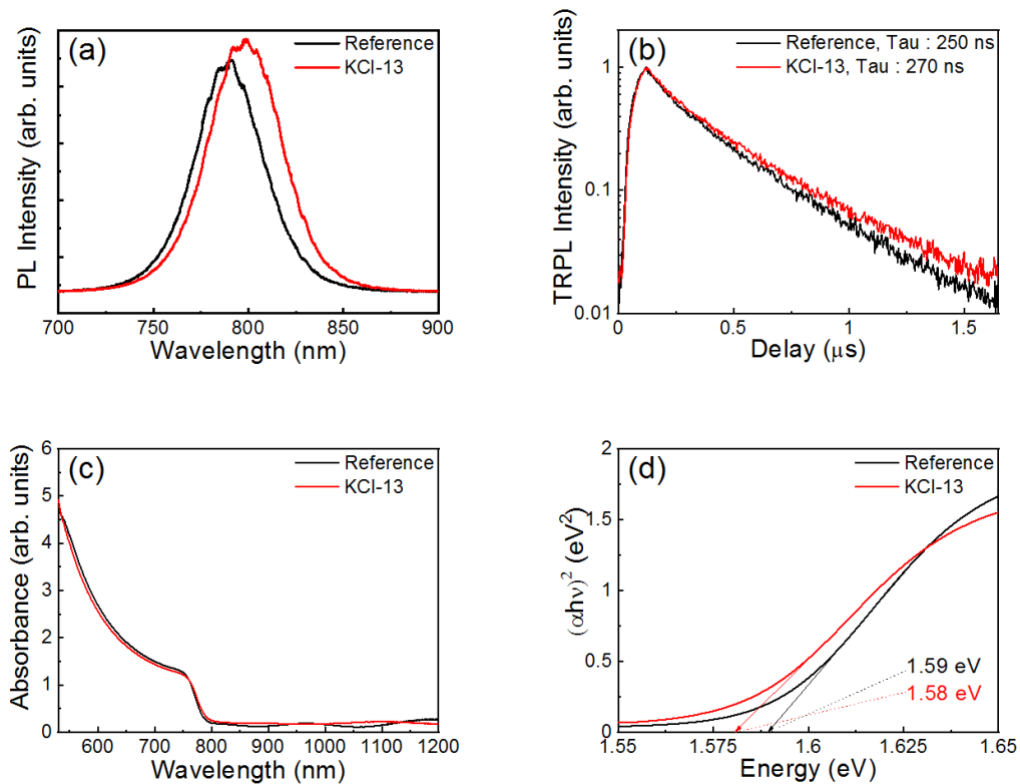 (a)
Reference
KCl-13
PL Intensity (arb. units)
700
750
800
850
900
Wavelength (nm)
(b)
Reference, Tau : 250 ns
KCl-13, Tau : 270 ns
TRPL Intensity (arb. units)
1
0.1
0.01
0
0.5
1
1.5
Delay (μs)
(c)
Reference
KCl-13
Absorbance (arb. units)
6
5
4
3
2
1
0
600
700
800
900
1000
1100
1200
Wavelength (nm)
(d)
Reference
KCl-13
(αhν)² (eV²)
2
1.5
1
0.5
0
1.59 eV
1.58 eV
1.55
1.575
1.6
1.625
1.65
Energy (eV)